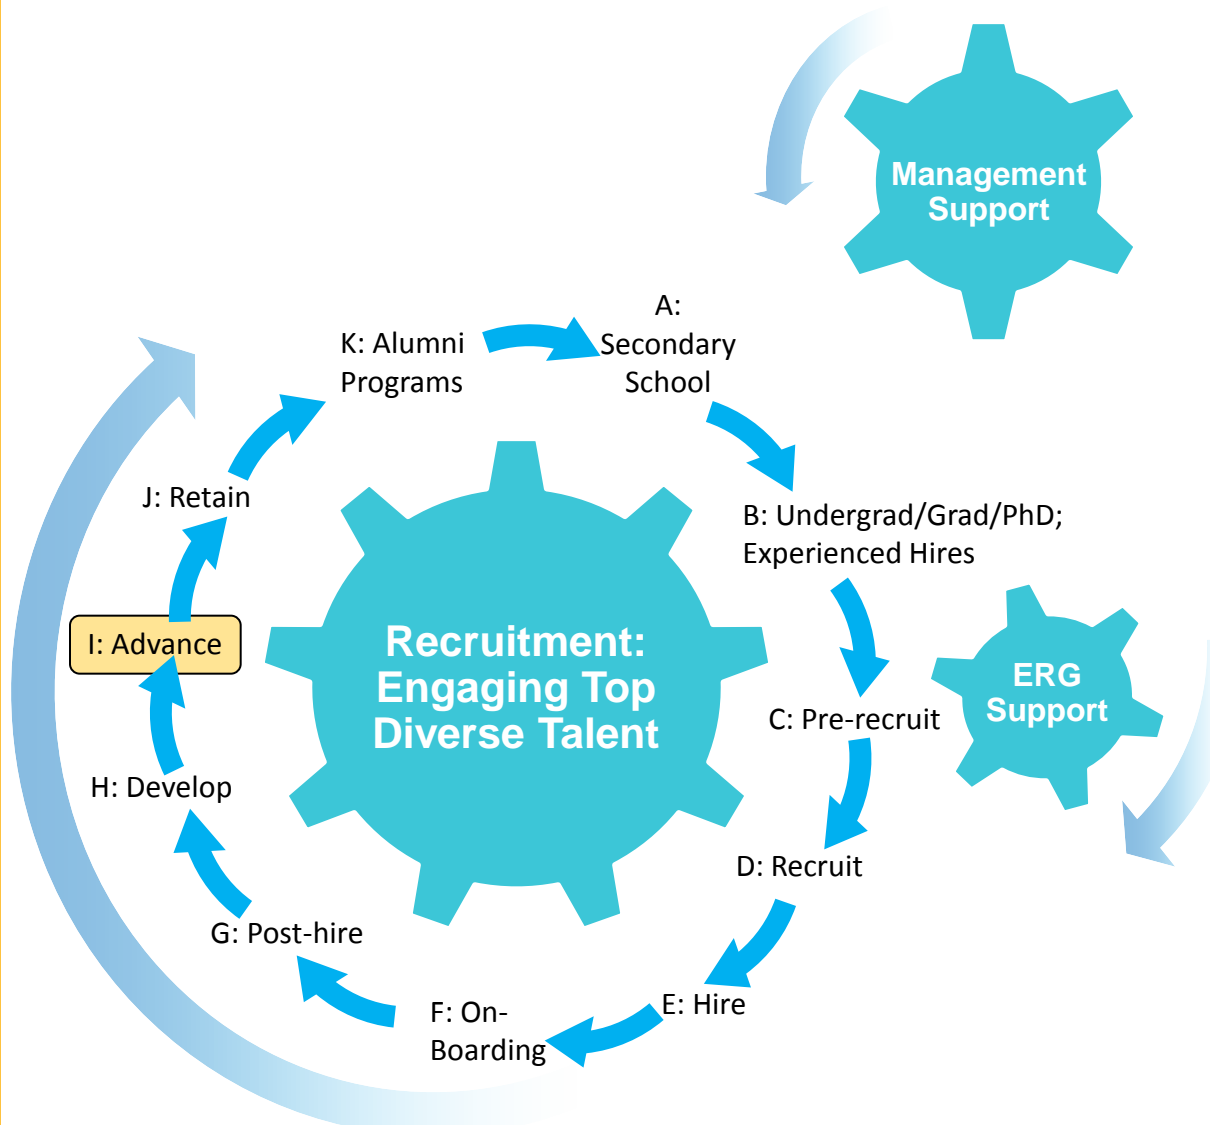 Management
Support
A:
Secondary
School
K: Alumni
Programs
J: Retain
B: Undergrad/Grad/PhD;
Experienced Hires
I: Advance
Recruitment:
Engaging Top
Diverse Talent
ERG
Support
C: Pre-recruit
H: Develop
D: Recruit
G: Post-hire
E: Hire
F: On-
Boarding